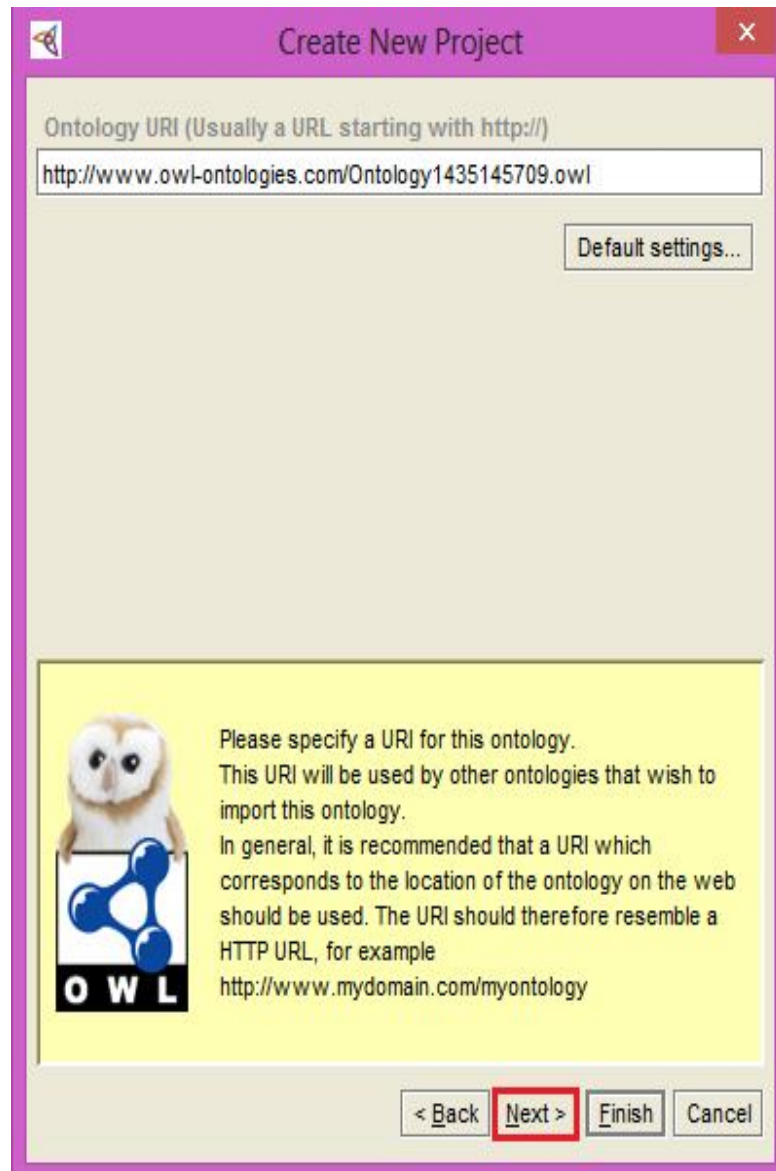 Create New Project
×
Ontology URI (Usually a URL starting with http://)
http://www.owl-ontologies.com/Ontology1435145709.owl
Default settings...
Please specify a URI for this ontology.
This URI will be used by other ontologies that wish to
import this ontology.
In general, it is recommended that a URI which
corresponds to the location of the ontology on the web
should be used. The URI should therefore resemble a
HTTP URL, for example
http://www.mydomain.com/myontology
OWL
< Back Next > Finish Cancel